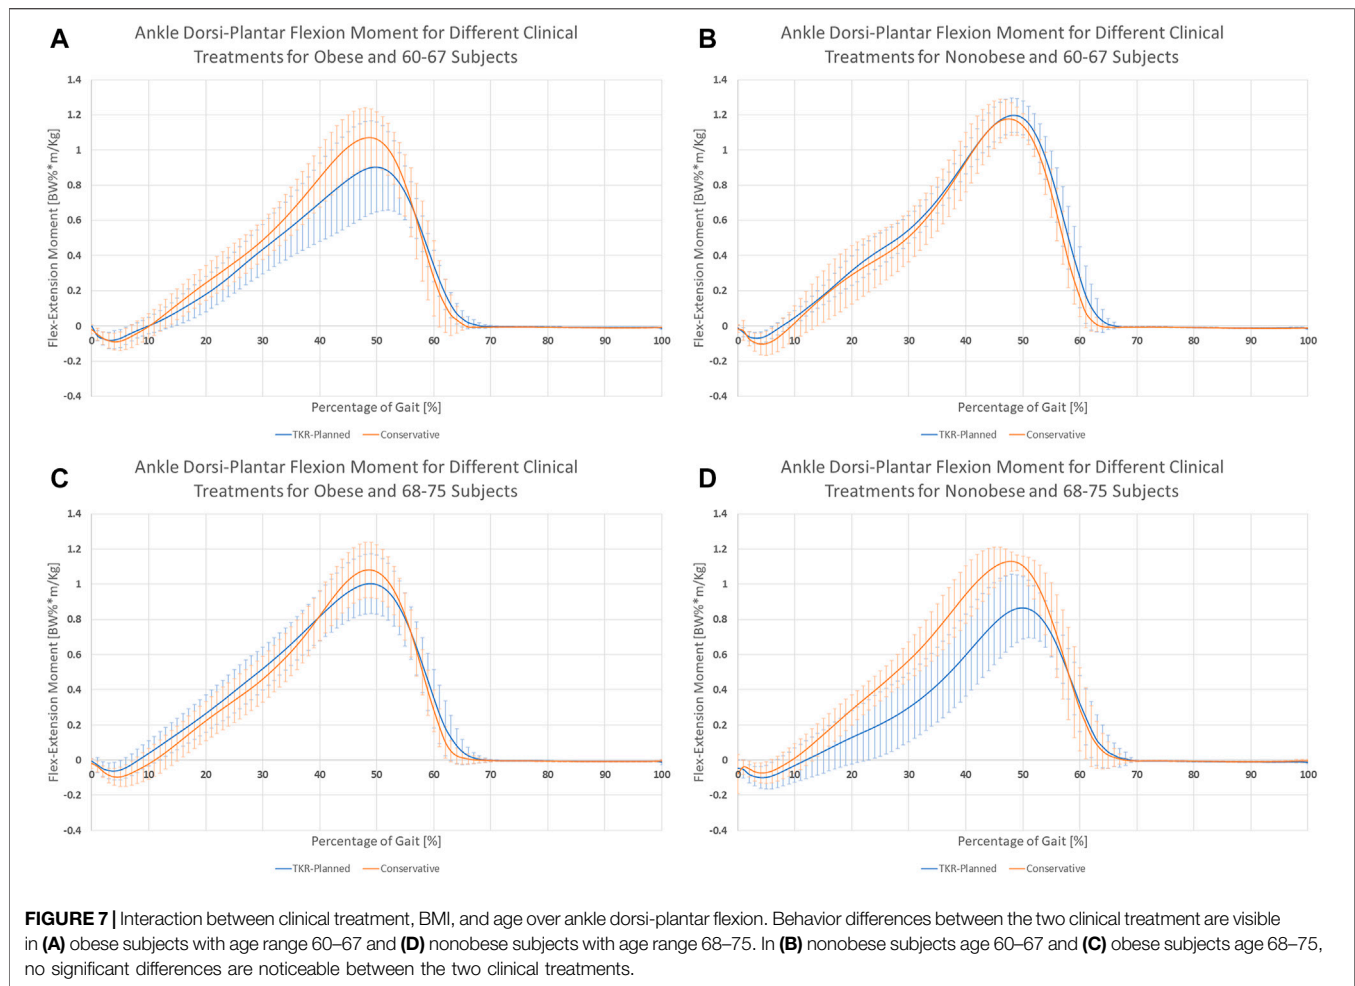 A
Ankle Dorsi-Plantar Flexion Moment for Different Clinical
Treatments for Obese and 60-67 Subjects
Flex-Extension Moment [BW%*m/Kg]
1.4
1.2
1
0.8
0.6
0.4
0.2
0
-0.2
-0.4
0 10 20 30 40 50 60 70 80 90 100
Percentage of Gait [%]
TKR-Planned Conservative
B
Ankle Dorsi-Plantar Flexion Moment for Different Clinical
Treatments for Nonobese and 60-67 Subjects
Flex-Extension Moment [BW%*m/Kg]
1.4
1.2
1
0.8
0.6
0.4
0.2
0
-0.2
-0.4
0 10 20 30 40 50 60 70 80 90 100
Percentage of Gait [%]
TKR-Planned Conservative
C
Ankle Dorsi-Plantar Flexion Moment for Different Clinical
Treatments for Obese and 68-75 Subjects
Flex-Extension Moment [BW%*m/Kg]
1.4
1.2
1
0.8
0.6
0.4
0.2
0
-0.2
-0.4
0 10 20 30 40 50 60 70 80 90 100
Percentage of Gait [%]
TKR-Planned Conservative
D
Ankle Dorsi-Plantar Flexion Moment for Different Clinical
Treatments for Nonobese and 68-75 Subjects
Flex-Extension Moment [BW%*m/Kg]
1.4
1.2
1
0.8
0.6
0.4
0.2
0
-0.2
-0.4
0 10 20 30 40 50 60 70 80 90 100
Percentage of Gait [%]
TKR-Planned Conservative
FIGURE 7 | Interaction between clinical treatment, BMI, and age over ankle dorsi-plantar flexion. Behavior differences between the two clinical treatment are visible
in (A) obese subjects with age range 60–67 and (D) nonobese subjects with age range 68–75. In (B) nonobese subjects age 60–67 and (C) obese subjects age 68–75,
no significant differences are noticeable between the two clinical treatments.